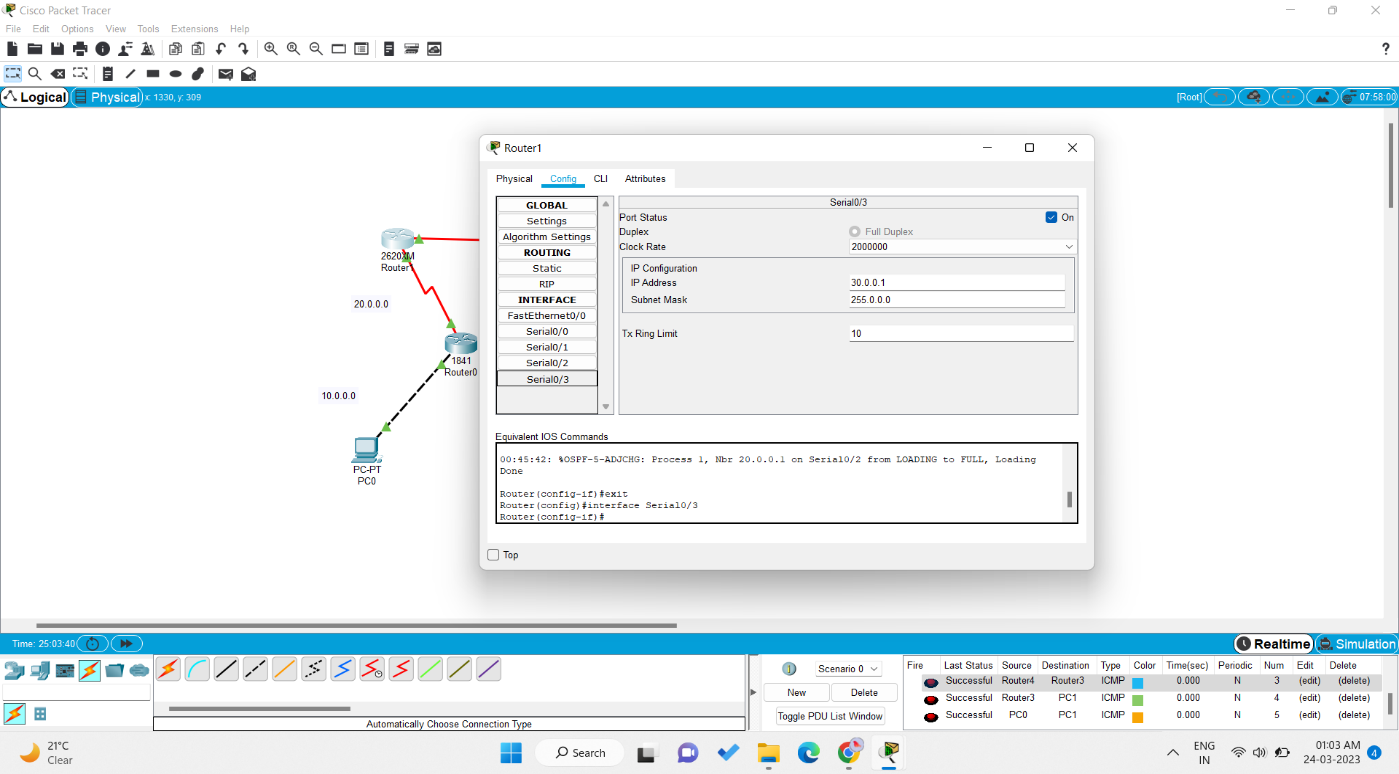 Cisco Packet Tracer
File Edit Options View Tools Extensions Help
?
Logical Physical x: 1330, y: 309 [Root] 07:58:00
Router1
Physical Config CLI Attributes
GLOBAL
Settings
Algorithm Settings
ROUTING
Static
RIP
INTERFACE
FastEthernet0/0
Serial0/0
Serial0/1
Serial0/2
Serial0/3
Serial0/3
Port Status On
Duplex Full Duplex
Clock Rate 2000000
IP Configuration
IP Address 30.0.0.1
Subnet Mask 255.0.0.0
Tx Ring Limit 10
Equivalent IOS Commands
00:45:42: %OSPF-5-ADJCHG: Process 1, Nbr 20.0.0.1 on Serial0/2 from LOADING to FULL, Loading
Done
Router(config-if)#exit
Router(config)#interface Serial0/3
Router(config-if)#
Top
2620XM
Router1
20.0.0.0
1841
Router0
10.0.0.0
PC-PT
PC0
Time: 25:03:40 Realtime Simulation
Scenario 0
New Delete
Toggle PDU List Window
Fire Last Status Source Destination Type Color Time(sec) Periodic Num Edit Delete
Successful Router4 Router3 ICMP 0.000 N 3 (edit) (delete)
Successful Router3 PC1 ICMP 0.000 N 4 (edit) (delete)
Successful PC0 PC1 ICMP 0.000 N 5 (edit) (delete)
Automatically Choose Connection Type
21°C
Clear
Search
ENG
IN
01:03 AM
24-03-2023
4